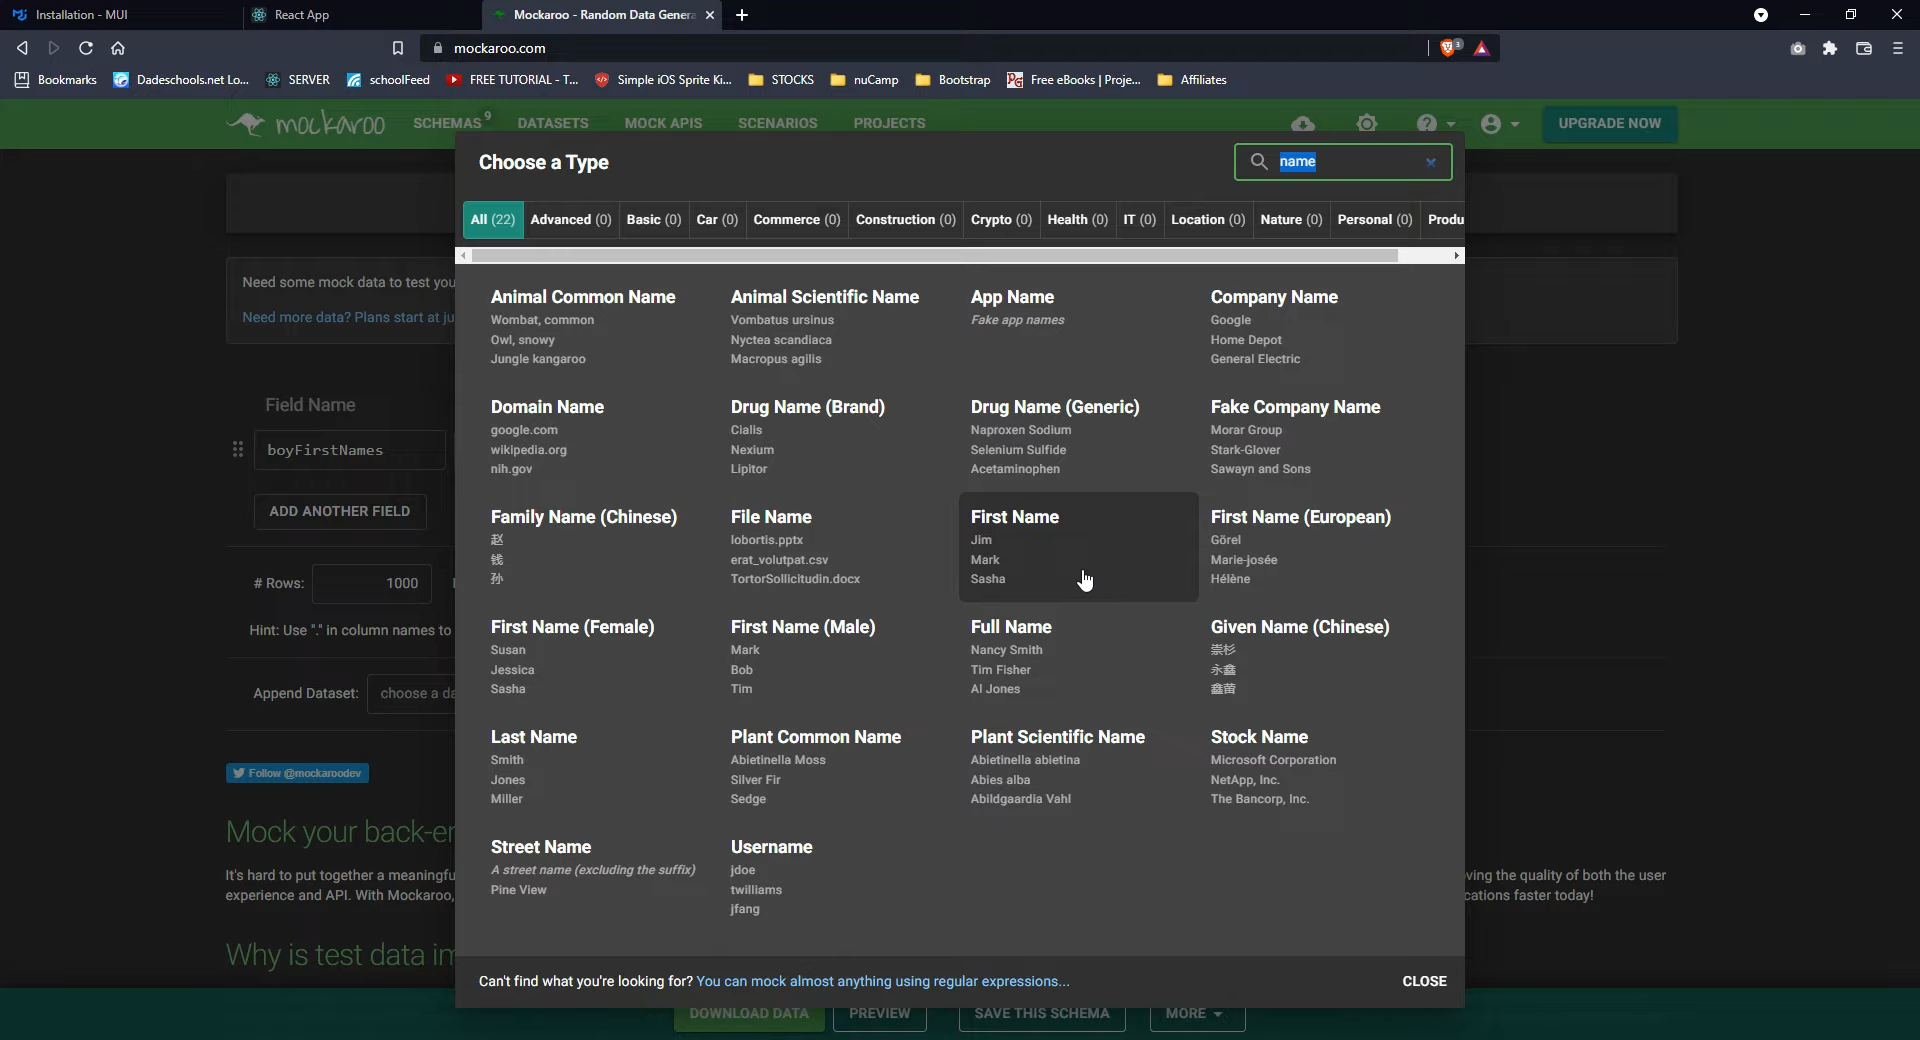 Installation - MUI
React App
Mockaroo - Random Data Genera
mockaroo.com
3
Bookmarks
Dadeschools.net Lo...
SERVER
schoolFeed
FREE TUTORIAL - T...
Simple iOS Sprite Ki...
STOCKS
nuCamp
Bootstrap
Free eBooks | Proje...
Affiliates
mockaroo
SCHEMAS 9
DATASETS
MOCK APIS
SCENARIOS
PROJECTS
UPGRADE NOW
Choose a Type
name
All (22)
Advanced (0)
Basic (0)
Car (0)
Commerce (0)
Construction (0)
Crypto (0)
Health (0)
IT (0)
Location (0)
Nature (0)
Personal (0)
Produ
Need some mock data to test you
Need more data? Plans start at ju
Field Name
boyFirstNames
ADD ANOTHER FIELD
# Rows: 1000
Hint: Use "." in column names to
Append Dataset: choose a da
Follow @mockaroodev
Animal Common Name
Wombat, common
Owl, snowy
Jungle kangaroo
Animal Scientific Name
Vombatus ursinus
Nyctea scandiaca
Macropus agilis
App Name
Fake app names
Company Name
Google
Home Depot
General Electric
Domain Name
google.com
wikipedia.org
nih.gov
Drug Name (Brand)
Cialis
Nexium
Lipitor
Drug Name (Generic)
Naproxen Sodium
Selenium Sulfide
Acetaminophen
Fake Company Name
Morar Group
Stark-Glover
Sawayn and Sons
Family Name (Chinese)
赵
钱
孙
File Name
lobortis.pptx
erat_volutpat.csv
TortorSollicitudin.docx
First Name
Jim
Mark
Sasha
First Name (European)
Görel
Marie-josée
Hélène
First Name (Female)
Susan
Jessica
Sasha
First Name (Male)
Mark
Bob
Tim
Full Name
Nancy Smith
Tim Fisher
Al Jones
Given Name (Chinese)
崇杉
永鑫
鑫苗
Last Name
Smith
Jones
Miller
Plant Common Name
Abietinella Moss
Silver Fir
Sedge
Plant Scientific Name
Abietinella abietina
Abies alba
Abildgaardia Vahl
Stock Name
Microsoft Corporation
NetApp, Inc.
The Bancorp, Inc.
Street Name
A street name (excluding the suffix)
Pine View
Username
jdoe
twilliams
jfang
Mock your back-en
It's hard to put together a meaningfu
ving the quality of both the user
experience and API. With Mockaroo,
cations faster today!
Why is test data im
Can't find what you're looking for? You can mock almost anything using regular expressions...
CLOSE
DOWNLOAD DATA
PREVIEW
SAVE THIS SCHEMA
MORE